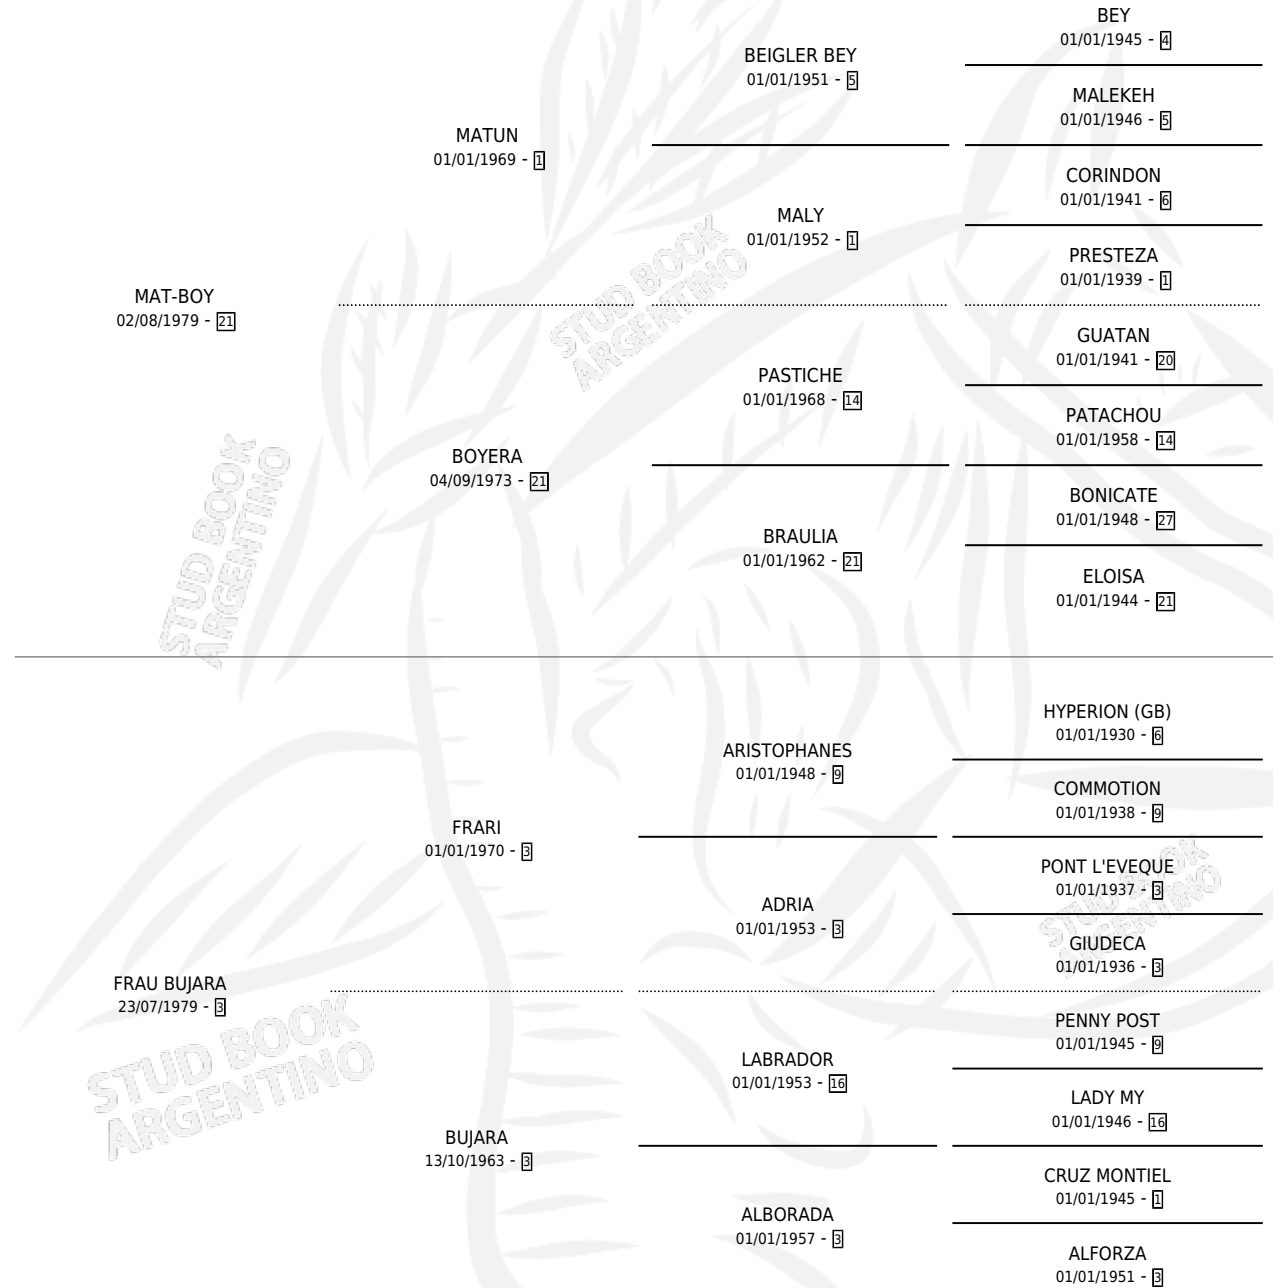 BEY
01/01/1945 - 4
BEIGLER BEY
01/01/1951 - 5
MALEKEH
01/01/1946 - 5
MATUN
01/01/1969 - 1
CORINDON
01/01/1941 - 6
MALY
01/01/1952 - 1
PRESTEZA
01/01/1939 - 1
MAT-BOY
02/08/1979 - 21
GUATAN
01/01/1941 - 20
PASTICHE
01/01/1968 - 14
PATACHOU
01/01/1958 - 14
BOYERA
04/09/1973 - 21
BONICATE
01/01/1948 - 27
BRAULIA
01/01/1962 - 21
ELOISA
01/01/1944 - 21
HYPERION (GB)
01/01/1930 - 6
ARISTOPHANES
01/01/1948 - 9
COMMOTION
01/01/1938 - 9
FRARI
01/01/1970 - 3
PONT L'EVEQUE
01/01/1937 - 3
ADRIA
01/01/1953 - 3
GIUDECA
01/01/1936 - 3
FRAU BUJARA
23/07/1979 - 3
PENNY POST
01/01/1945 - 9
LABRADOR
01/01/1953 - 16
LADY MY
01/01/1946 - 16
BUJARA
13/10/1963 - 3
CRUZ MONTIEL
01/01/1945 - 1
ALBORADA
01/01/1957 - 3
ALFORZA
01/01/1951 - 3
STUD BOOK
ARGENTINO
STUD BOOK
ARGENTINO
STUD BOOK
ARGENTINO
STUD BOOK
ARGENTINO